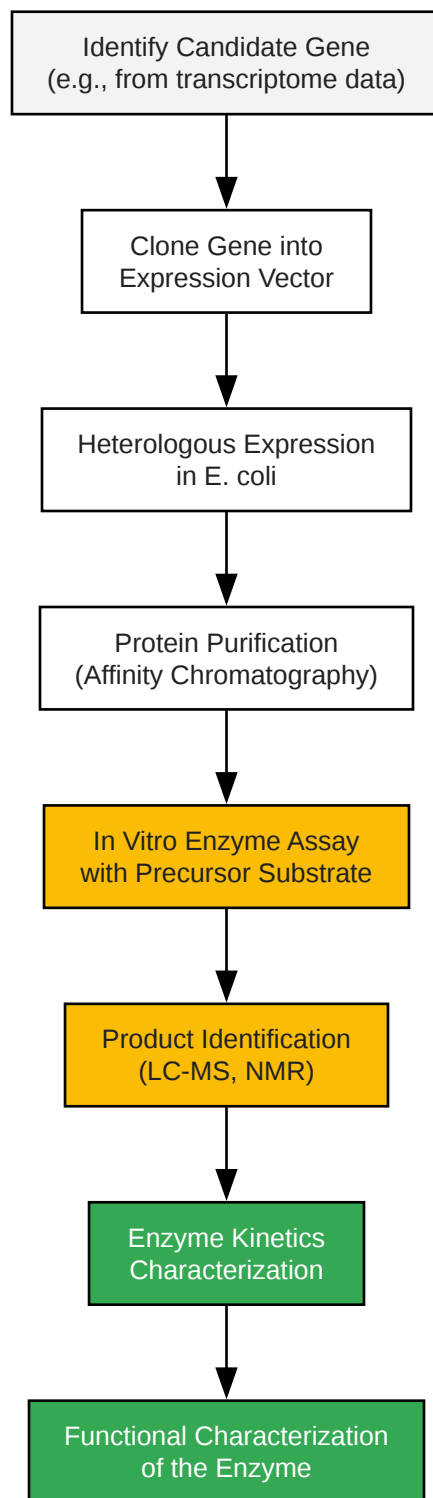 Identify Candidate Gene
(e.g., from transcriptome data)
Clone Gene into
Expression Vector
Heterologous Expression
in E. coli
Protein Purification
(Affinity Chromatography)
In Vitro Enzyme Assay
with Precursor Substrate
Product Identification
(LC-MS, NMR)
Enzyme Kinetics
Characterization
Functional Characterization
of the Enzyme